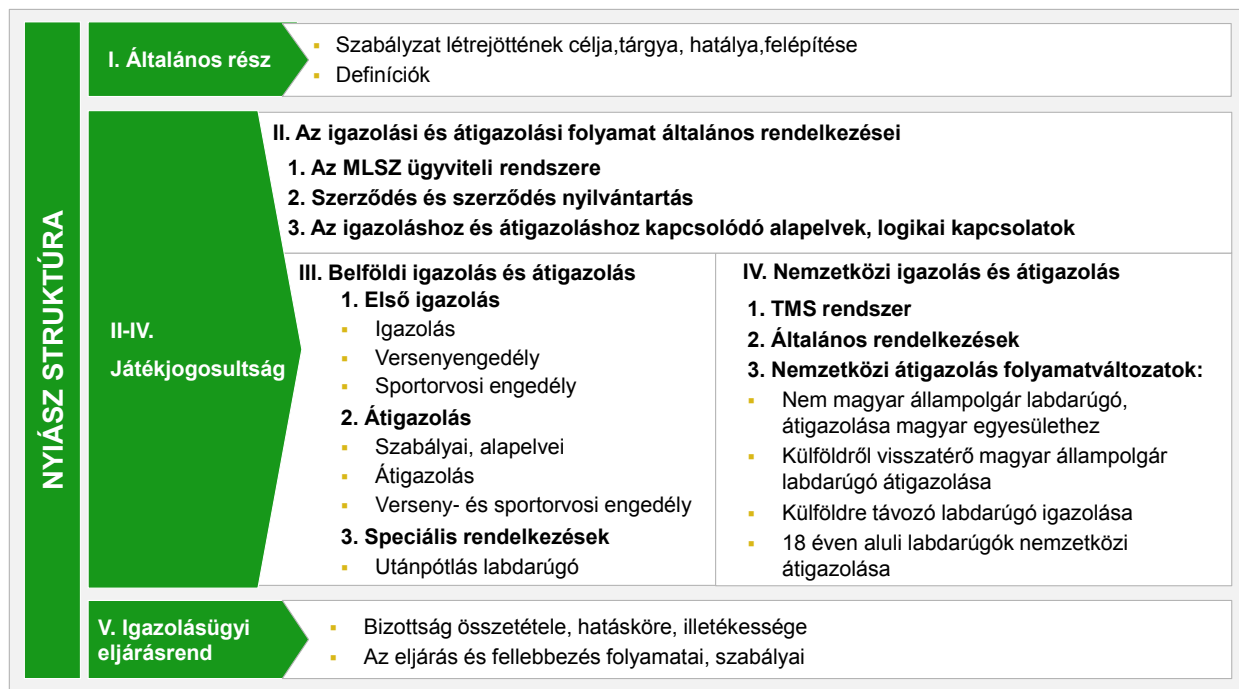 NYIÁSZ STRUKTÚRA
I. Általános rész
Szabályzat létrejöttének célja,tárgya, hatálya,felépítése
Definíciók
II-IV.
Játékjogosultság
II. Az igazolási és átigazolási folyamat általános rendelkezései
1. Az MLSZ ügyviteli rendszere
2. Szerződés és szerződés nyilvántartás
3. Az igazoláshoz és átigazoláshoz kapcsolódó alapelvek, logikai kapcsolatok
III. Belföldi igazolás és átigazolás
1. Első igazolás
Igazolás
Versenyengedély
Sportorvosi engedély
2. Átigazolás
Szabályai, alapelvei
Átigazolás
Verseny- és sportorvosi engedély
3. Speciális rendelkezések
Utánpótlás labdarúgó
IV. Nemzetközi igazolás és átigazolás
1. TMS rendszer
2. Általános rendelkezések
3. Nemzetközi átigazolás folyamatváltozatok:
Nem magyar állampolgár labdarúgó,
átigazolása magyar egyesülethez
Külföldről visszatérő magyar állampolgár
labdarúgó átigazolása
Külföldre távozó labdarúgó igazolása
18 éven aluli labdarúgók nemzetközi
átigazolása
V. Igazolásügyi
eljárásrend
Bizottság összetétele, hatásköre, illetékessége
Az eljárás és fellebbezés folyamatai, szabályai